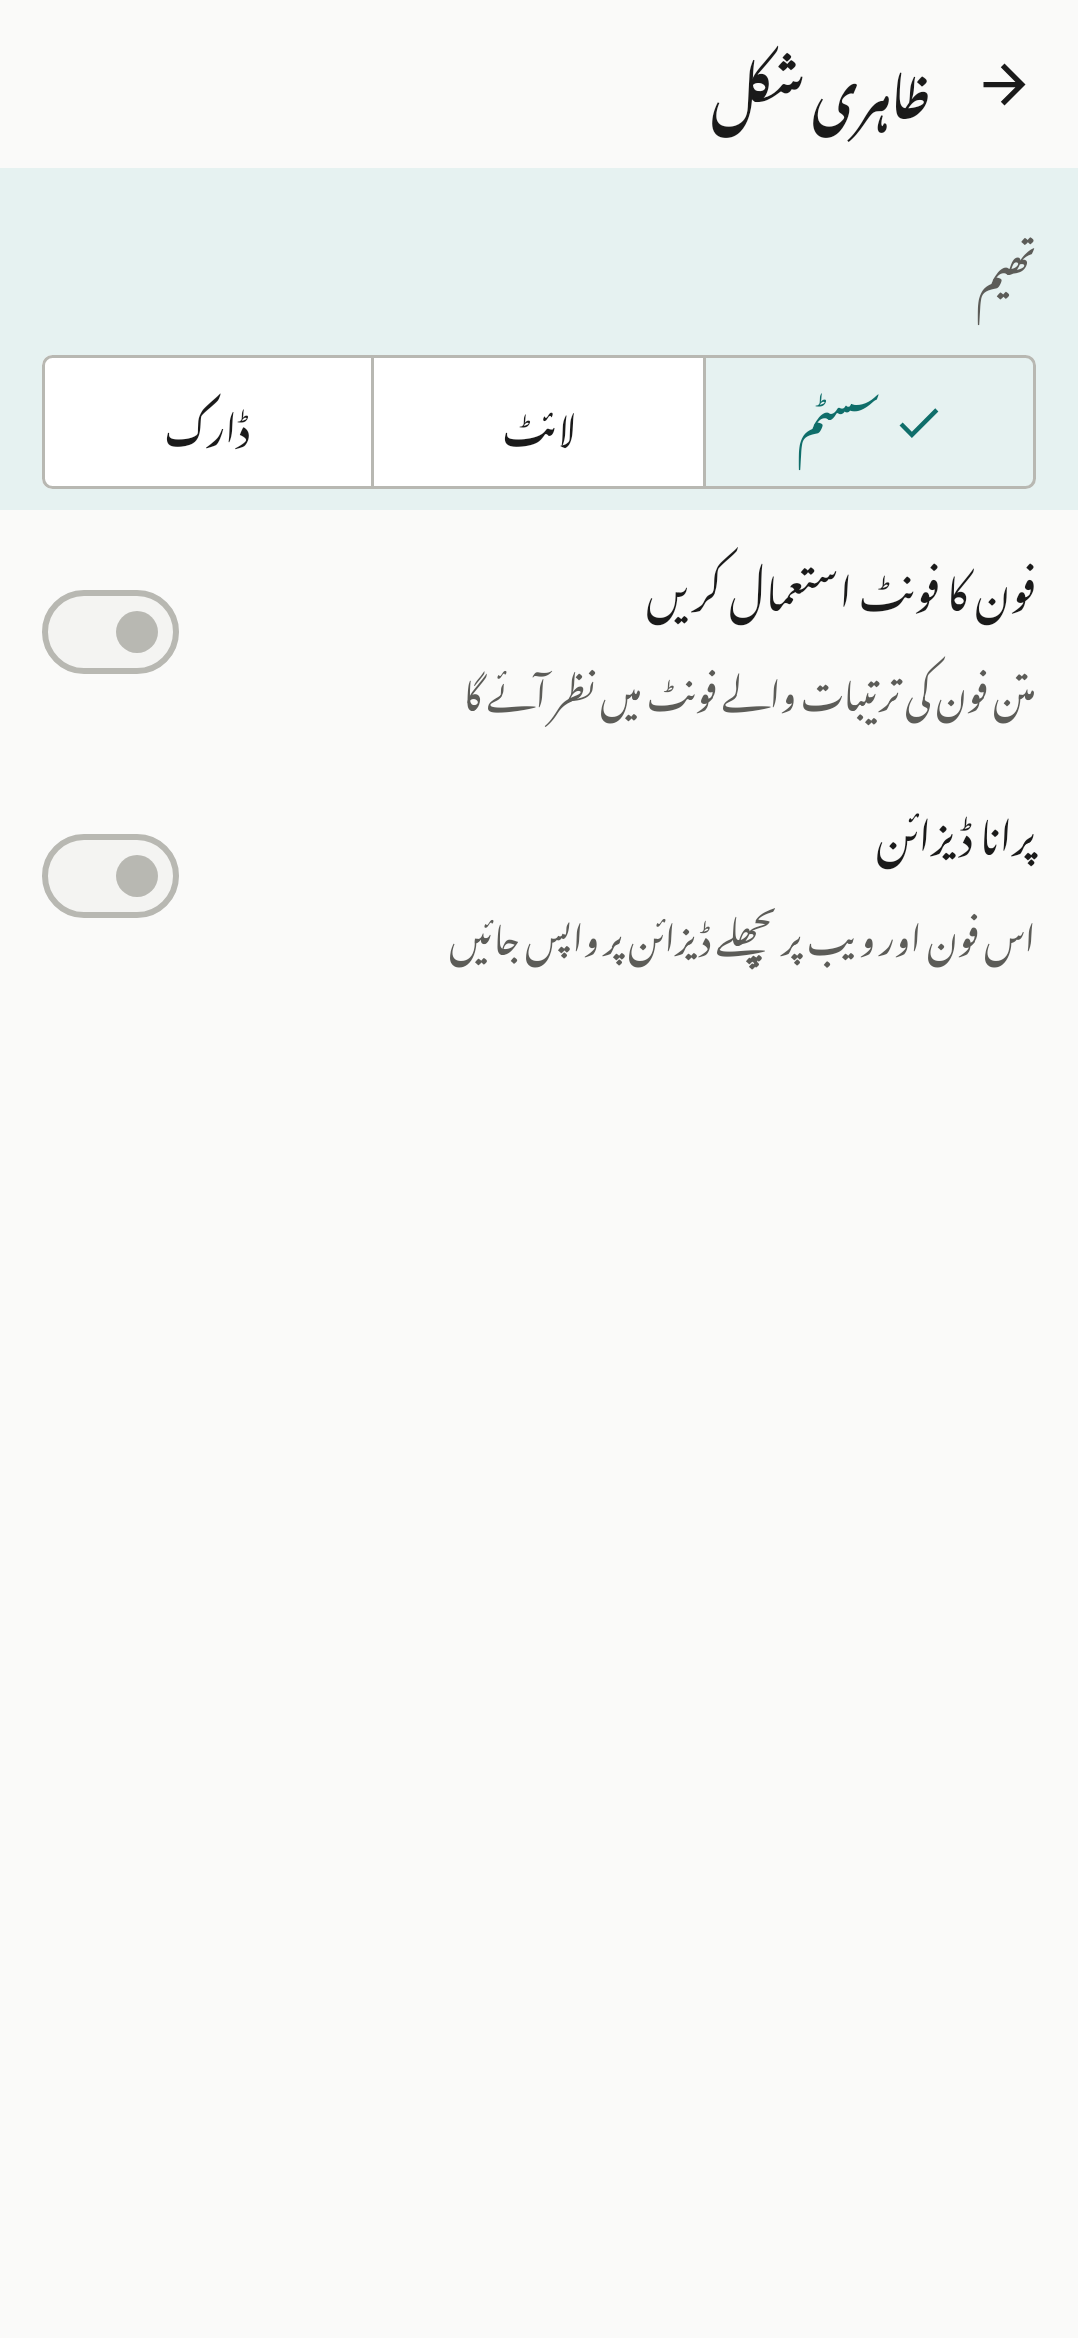 ظاہری شکل
تھیم
سسٹم
لائٹ
ڈارک
فون کا فونٹ استعمال کریں
متن فون کی ترتیبات والے فونٹ میں نظر آئے گا
پرانا ڈیزائن
اس فون اور ویب پر پچھلے ڈیزائن پر واپس جائیں